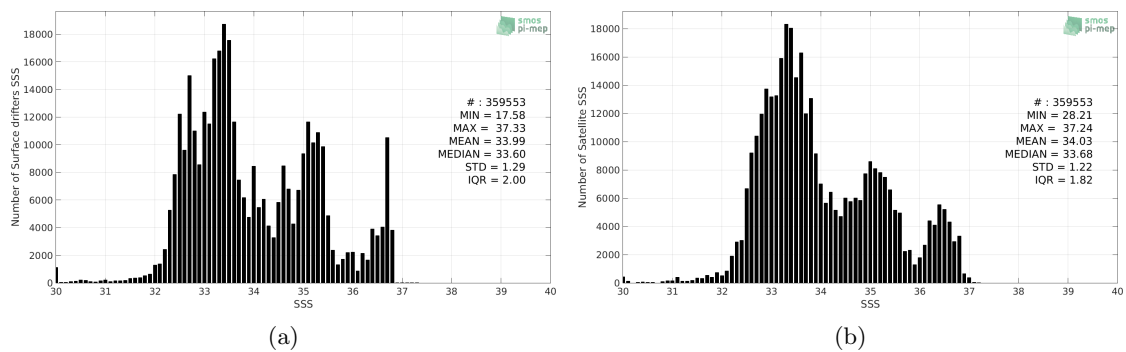 smos
pi-mep
18000
16000
14000
12000
10000
8000
6000
4000
2000
0
Number of Surface drifters SSS
# : 359553
MIN = 17.58
MAX = 37.33
MEAN = 33.99
MEDIAN = 33.60
STD = 1.29
IQR = 2.00
30 31 32 33 34 35 36 37 38 39 40
SSS
(a)
smos
pi-mep
18000
16000
14000
12000
10000
8000
6000
4000
2000
0
Number of Satellite SSS
# : 359553
MIN = 28.21
MAX = 37.24
MEAN = 34.03
MEDIAN = 33.68
STD = 1.22
IQR = 1.82
30 31 32 33 34 35 36 37 38 39 40
SSS
(b)